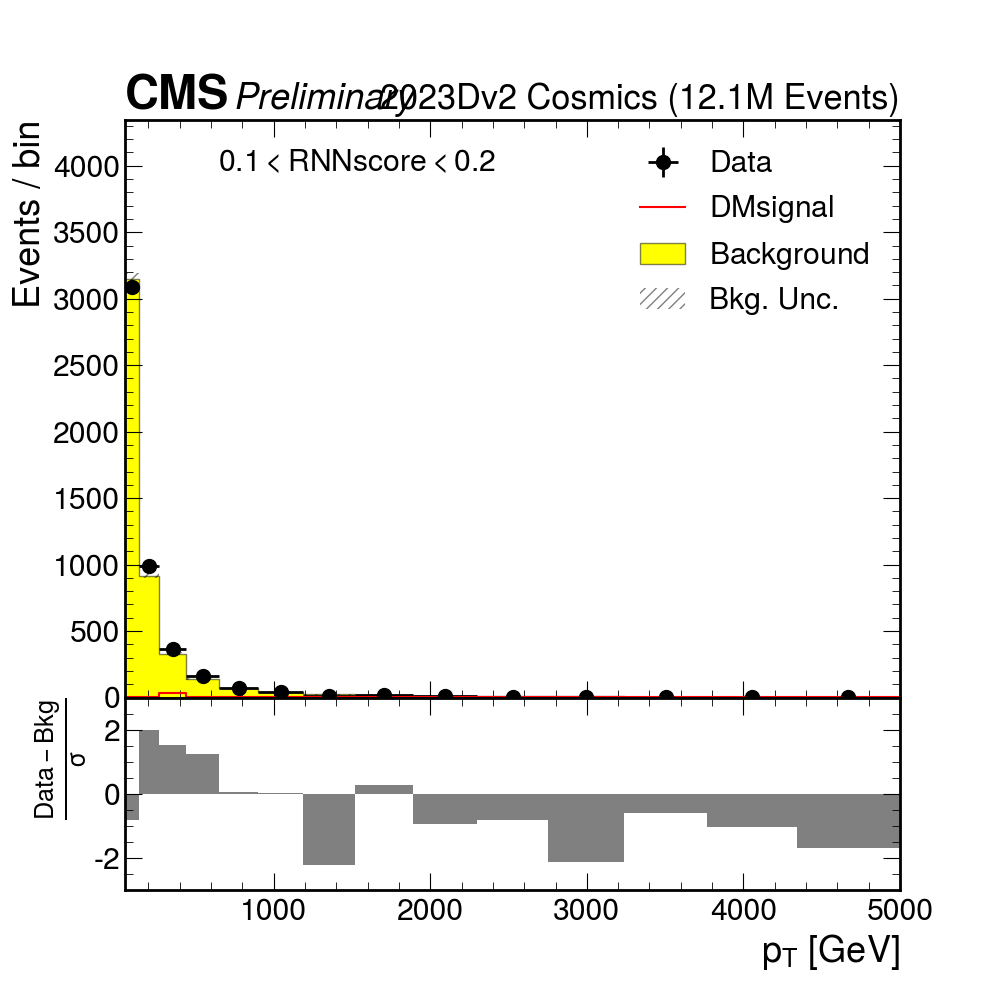 CMS Preliminary 2023Dv2 Cosmics (12.1M Events)
Events / bin
0.1 < RNNscore < 0.2
Data
DMsignal
Background
Bkg. Unc.
4000
3500
3000
2500
2000
1500
1000
500
0
Data – Bkg
σ
2
0
-2
1000 2000 3000 4000 5000
pT [GeV]